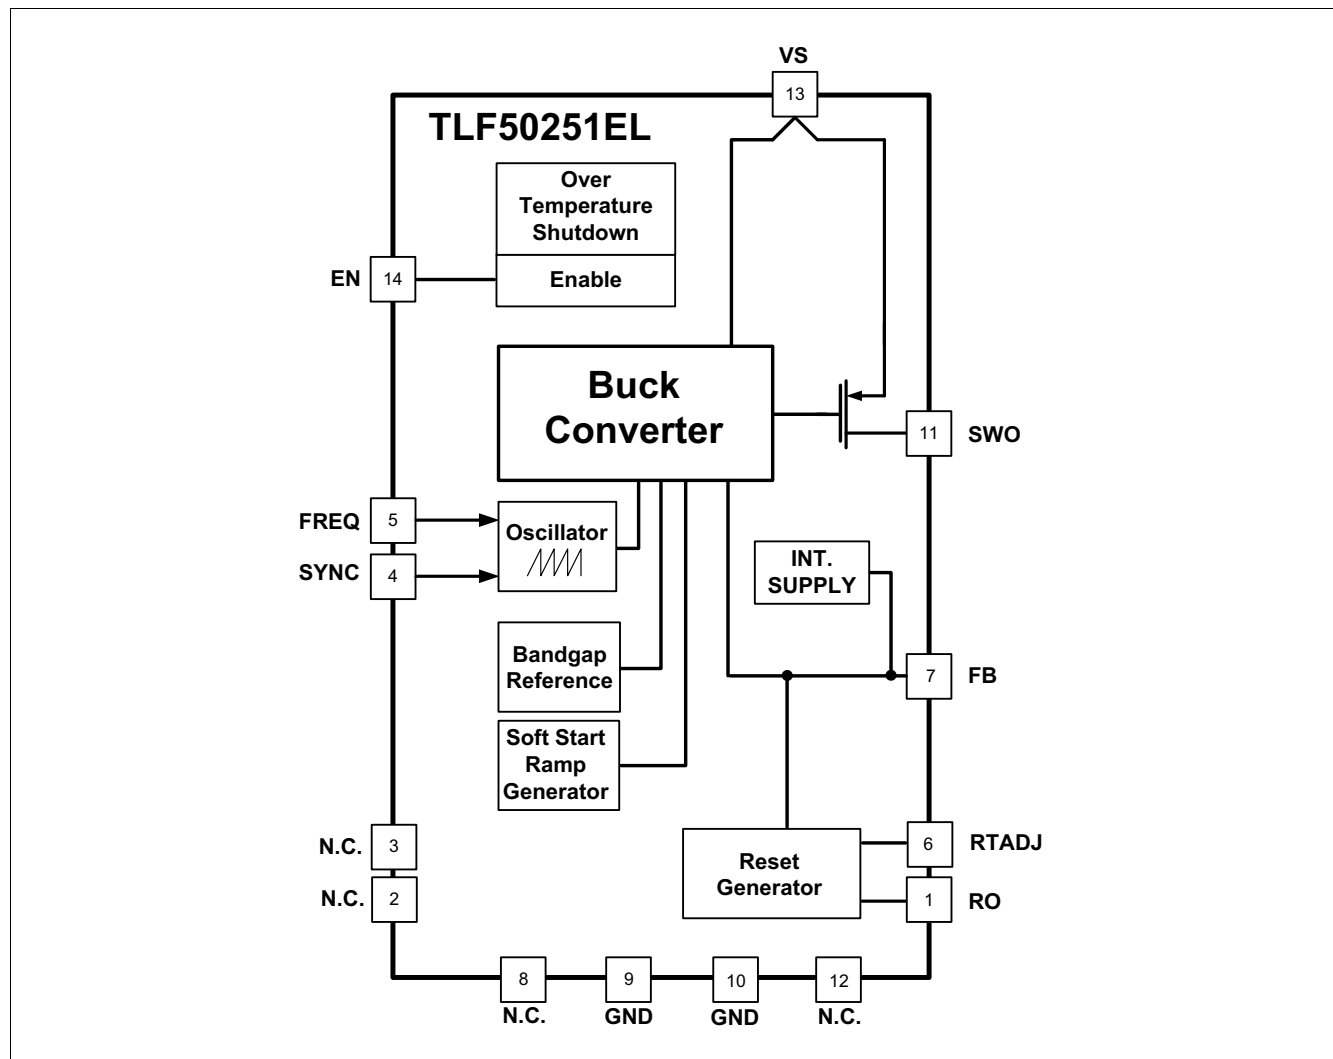 VS
13
TLF50251EL
Over
Temperature
Shutdown
EN
14
Enable
Buck
Converter
11
SWO
FREQ
5
Oscillator
SYNC
4
INT.
SUPPLY
Bandgap
Reference
7
FB
Soft Start
Ramp
Generator
N.C.
3
6
RTADJ
Reset
Generator
N.C.
2
1
RO
8
9
10
12
N.C.
GND
GND
N.C.